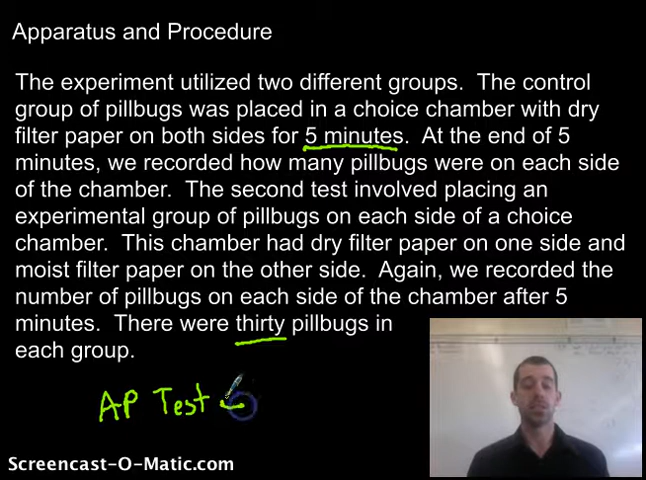 Apparatus and Procedure
The experiment utilized two different groups.  The control
group of pillbugs was placed in a choice chamber with dry
filter paper on both sides for 5 minutes.  At the end of 5
minutes, we recorded how many pillbugs were on each side
of the chamber.  The second test involved placing an
experimental group of pillbugs on each side of a choice
chamber.  This chamber had dry filter paper on one side and
moist filter paper on the other side.  Again, we recorded the
number of pillbugs on each side of the chamber after 5
minutes.  There were thirty pillbugs in
each group.
AP Test
Screencast-O-Matic.com